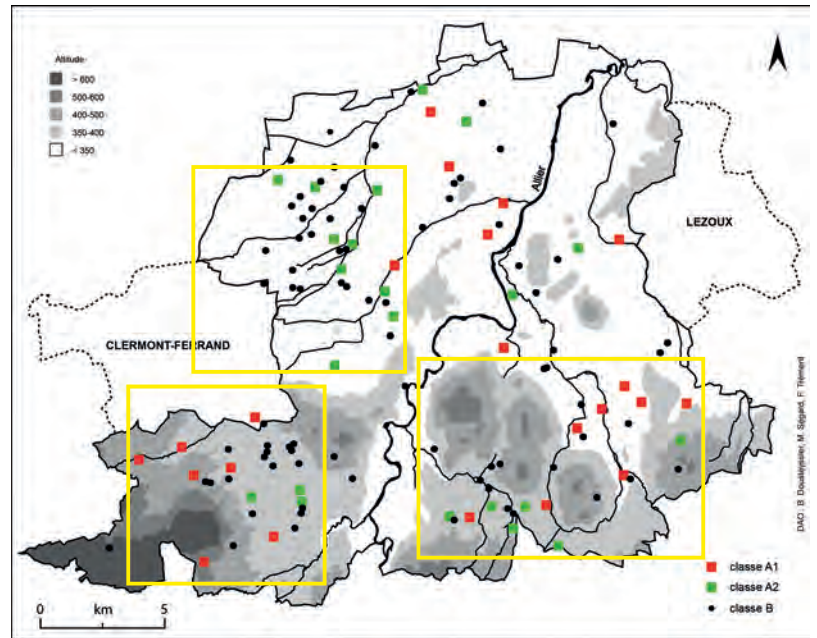 Altitude
> 600
500-600
400-500
350-400
< 350
Allier
LEZOUX
CLERMONT-FERRAND
DAO : B. Dousteyssier, M. Ségard, F. Trément
classe A1
classe A2
classe B
0 km 5